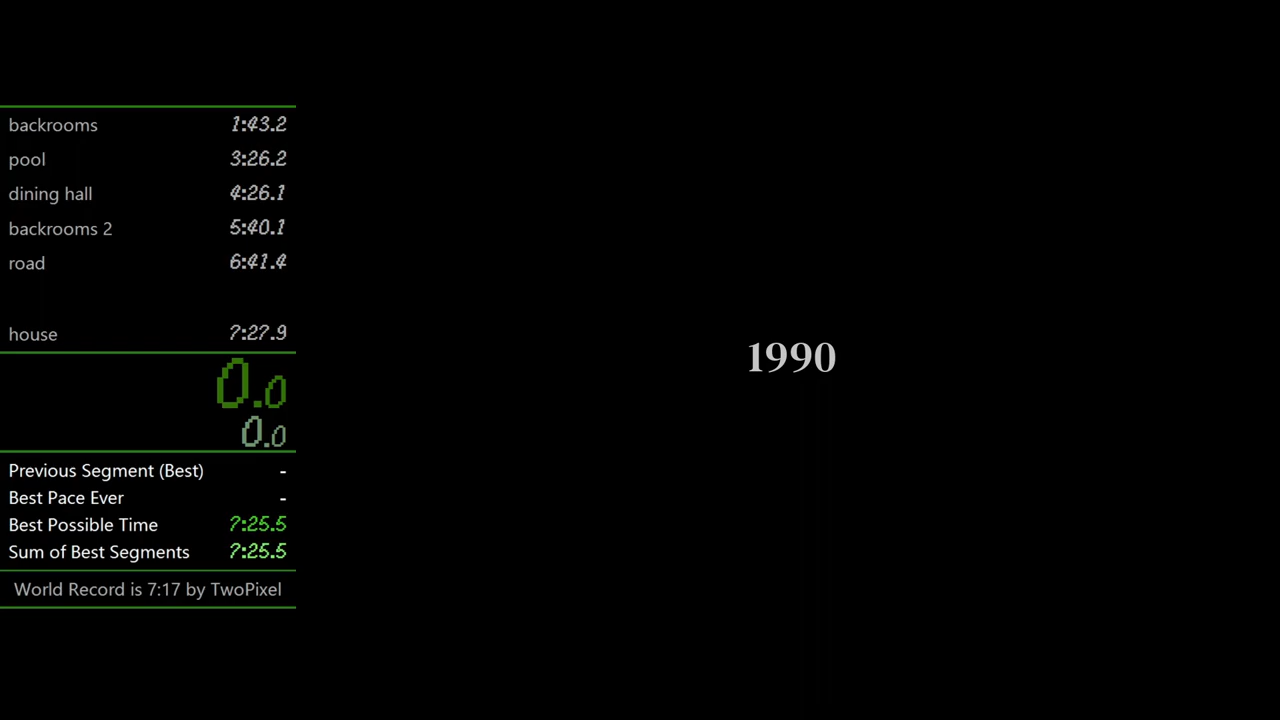 backrooms 1:43.2
pool 3:26.2
dining hall 4:26.1
backrooms 2 5:40.1
road 6:41.4
house 7:27.9
0.0
0.0
Previous Segment (Best) -
Best Pace Ever -
Best Possible Time 7:25.5
Sum of Best Segments 7:25.5
World Record is 7:17 by TwoPixel
1990